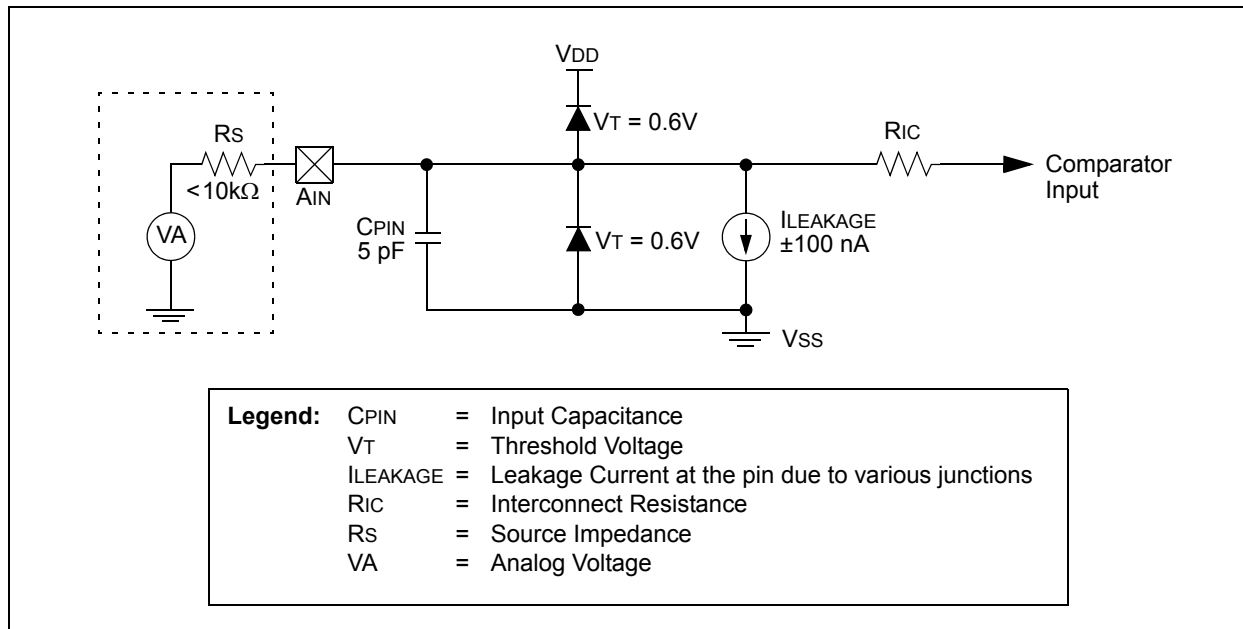 VDD
VT = 0.6V
RS
<10kΩ
AIN
RIC
Comparator
Input
VA
CPIN
5 pF
VT = 0.6V
ILEAKAGE
±100 nA
VSS
Legend: CPIN = Input Capacitance
VT = Threshold Voltage
ILEAKAGE = Leakage Current at the pin due to various junctions
RIC = Interconnect Resistance
RS = Source Impedance
VA = Analog Voltage